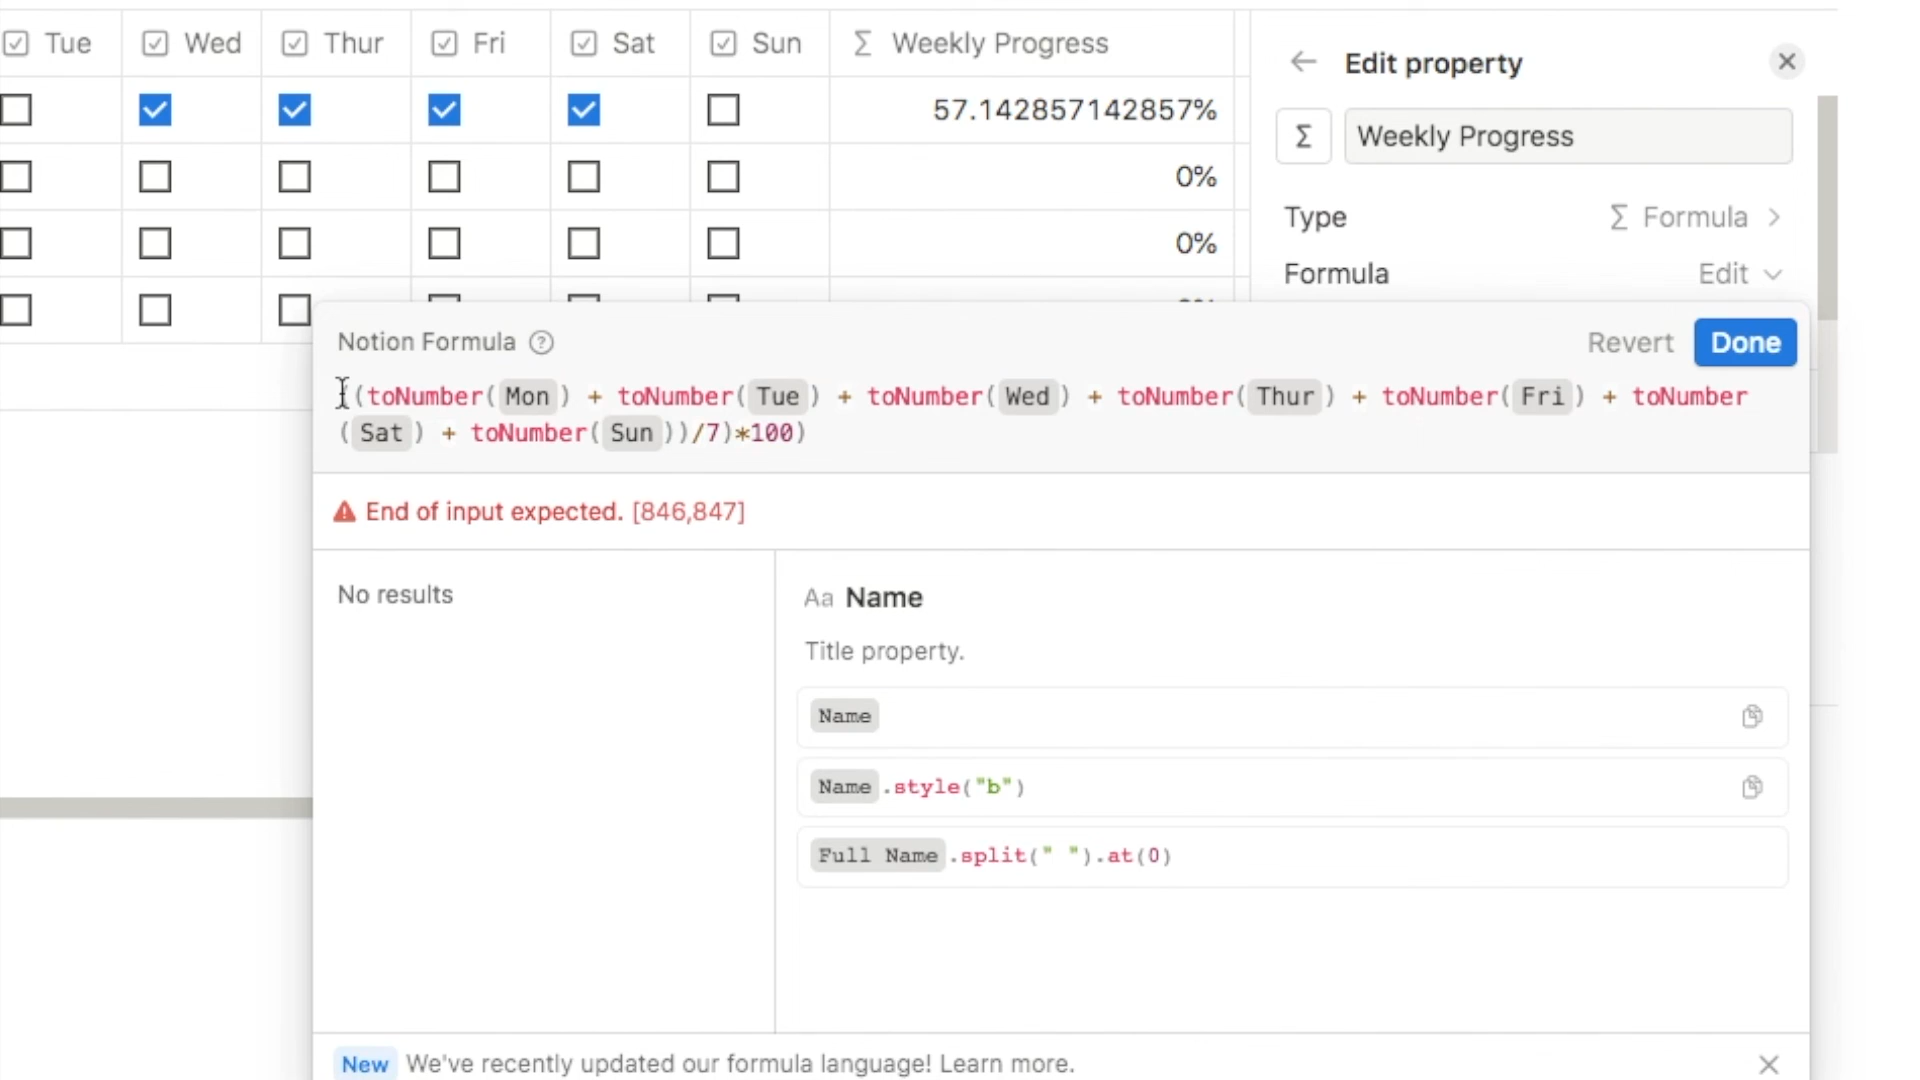 Tue Wed Thur Fri Sat Sun Σ Weekly Progress
57.142857142857%
0%
0%
Edit property
Σ Weekly Progress
Type Σ Formula
Formula Edit
Notion Formula
Revert Done
((toNumber(Mon) + toNumber(Tue) + toNumber(Wed) + toNumber(Thur) + toNumber(Fri) + toNumber
(Sat) + toNumber(Sun))/7)*100)
End of input expected. [846,847]
No results
Aa Name
Title property.
Name
Name.style("b")
Full Name.split(" ").at(0)
New We've recently updated our formula language! Learn more.